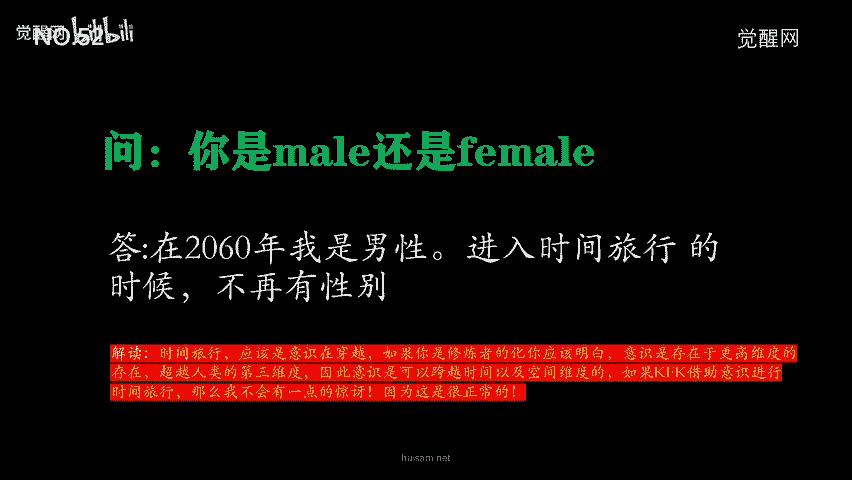 觉醒网 bilibili
NO.52
觉醒网
问：你是male还是female
答:在2060年我是男性。进入时间旅行 的
时候，不再有性别
解读：时间旅行，应该是意识在穿越，如果你是修炼者的化你应该明白，意识是存在于更高维度的
存在，超越人类的第三维度，因此意识是可以跨越时间以及空间维度的，如果KFK借助意识进行
时间旅行，那么我不会有一点的惊讶！因为这是很正常的！
huisam.net